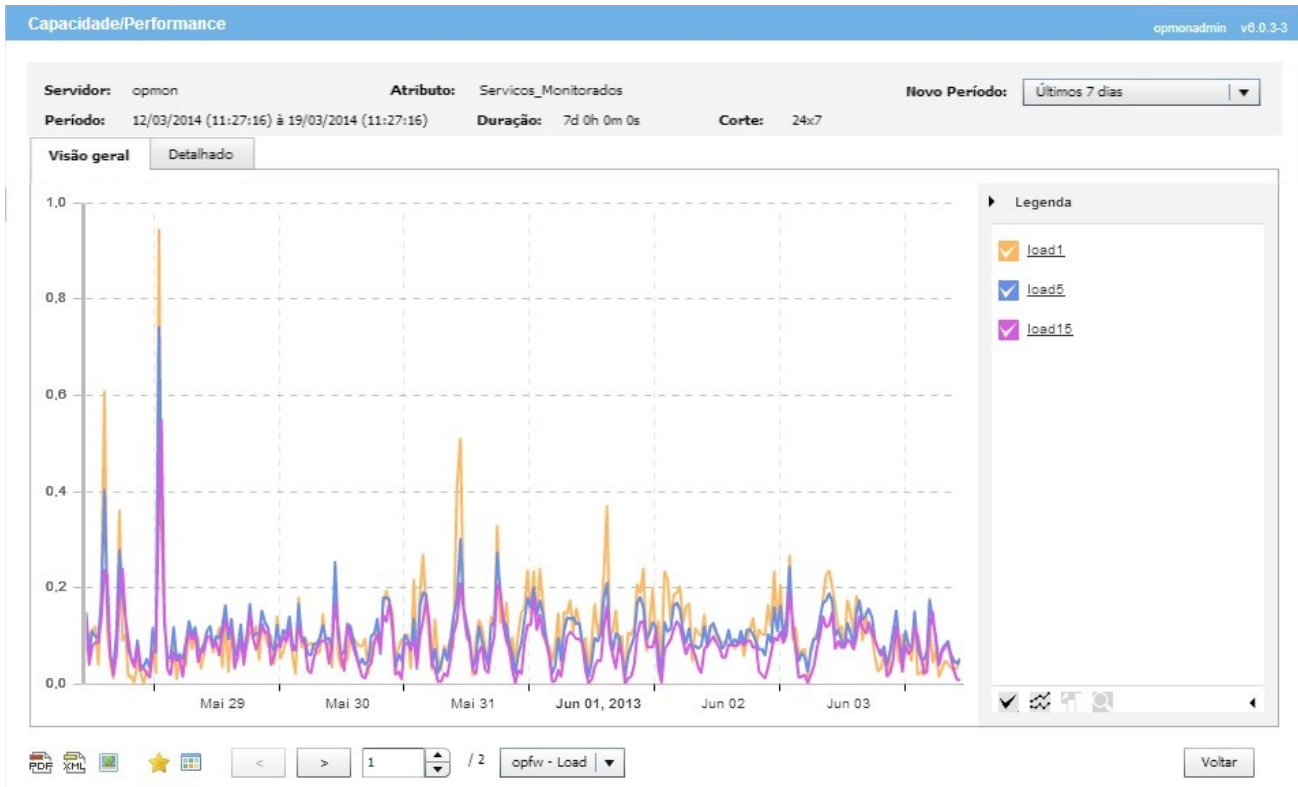 Capacidade/Performance
opmonadmin v6.0.3-3
Servidor: opmon Atributo: Servicos_Monitorados Novo Período: Últimos 7 dias
Período: 12/03/2014 (11:27:16) à 19/03/2014 (11:27:16) Duração: 7d 0h 0m 0s Corte: 24x7
Visão geral Detalhado
1,0
0,8
0,6
0,4
0,2
0,0
Mai 29 Mai 30 Mai 31 Jun 01, 2013 Jun 02 Jun 03
Legenda
load1
load5
load15
PDF XML < > 1 / 2 opfw - Load Voltar